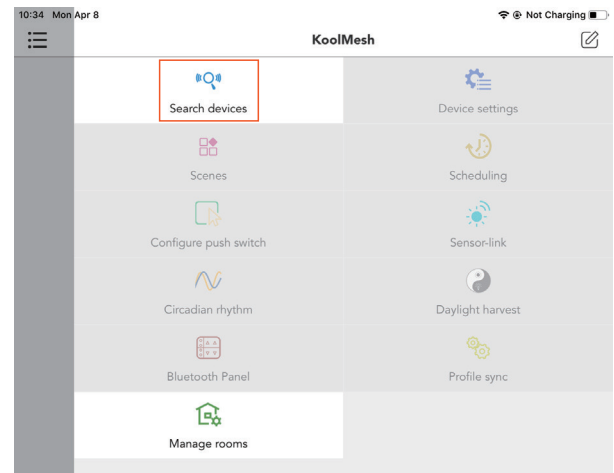 10:34 Mon Apr 8 Not Charging
KoolMesh
Search devices Device settings
Scenes Scheduling
Configure push switch Sensor-link
Circadian rhythm Daylight harvest
Bluetooth Panel Profile sync
Manage rooms